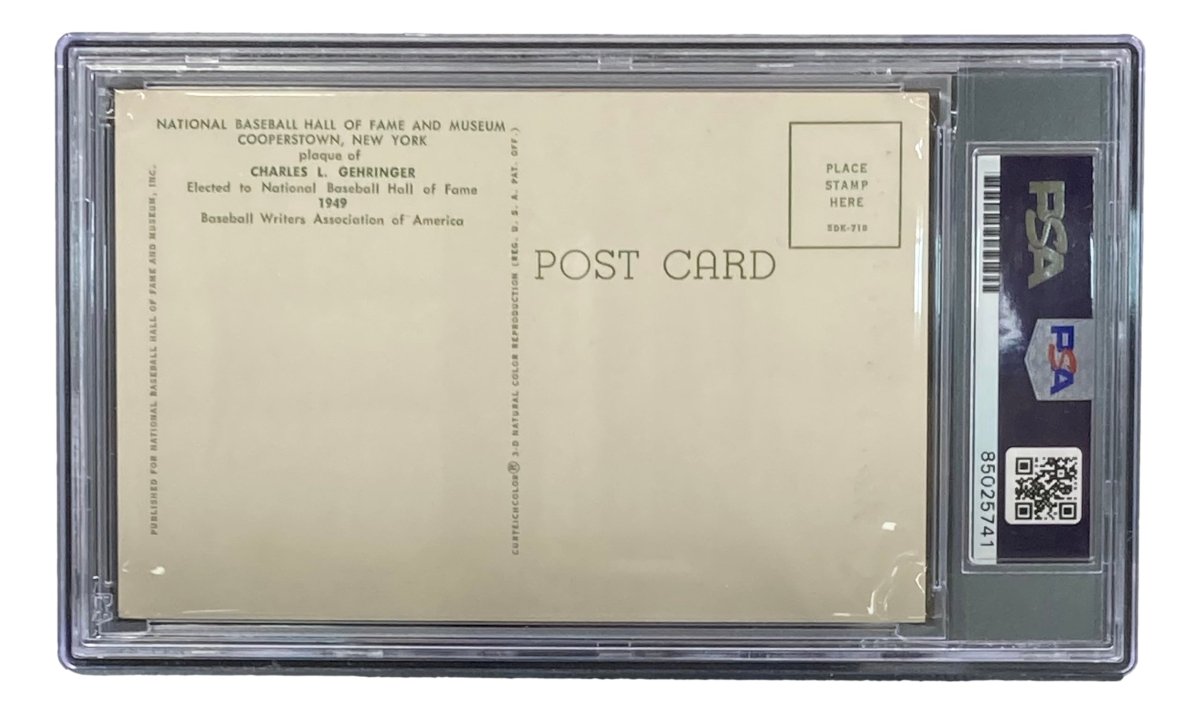 NATIONAL BASEBALL HALL OF FAME AND MUSEUM
COOPERSTOWN, NEW YORK
plaque of
CHARLES L. GEHRINGER
Elected to National Baseball Hall of Fame
1949
Baseball Writers Association of America
PUBLISHED FOR NATIONAL BASEBALL HALL OF FAME AND MUSEUM, INC.
CURTEICHCOLOR® 3-D NATURAL COLOR REPRODUCTION (REG. U. S. A. PAT. OFF.)
POST CARD
PLACE
STAMP
HERE
PSA
PSA
85025741